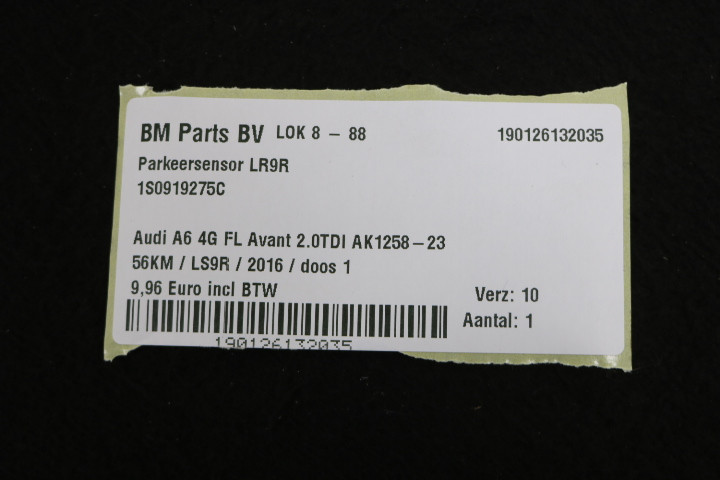 BM Parts BV LOK 8 - 88 190126132035
Parkeersensor LR9R
1S0919275C
Audi A6 4G FL Avant 2.0TDI AK1258-23
56KM / LS9R / 2016 / doos 1
9,96 Euro incl BTW Verz: 10
Aantal: 1
190126132035